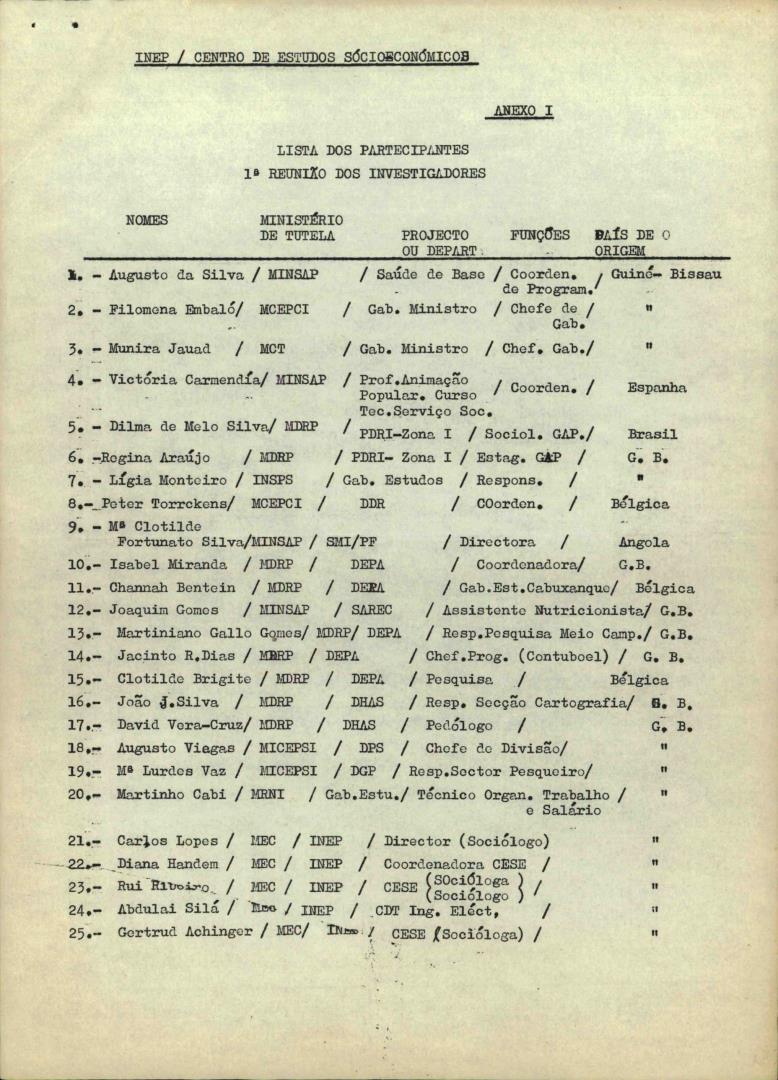 INEP / CENTRO DE ESTUDOS SÓCIOECONÓMICOS
ANEXO I
LISTA DOS PARTECIPANTES
1ª REUNIÃO DOS INVESTIGADORES
NOMES MINISTÉRIO DE TUTELA PROJECTO OU DEPART. FUNÇÕES PAÍS DE O ORIGEM
1. - Augusto da Silva / MINSAP / Saúde de Base / Coorden. / Guiné- Bissau
de Program./
2. - Filomena Embaló/ MCEPCI / Gab. Ministro / Chefe de / "
Gab.
3. - Munira Jauad / MCT / Gab. Ministro / Chef. Gab./ "
4. - Victória Carmendía/ MINSAP / Prof.Animação
Popular. Curso / Coorden. / Espanha
Tec.Serviço Soc.
5. - Dilma de Melo Silva/ MDRP / PDRI-Zona I / Sociol. GAP./ Brasil
6. -Regina Araújo / MDRP / PDRI- Zona I / Estag. GAP / G. B.
7. - Lígia Monteiro / INSPS / Gab. Estudos / Respons. / "
8.- Peter Torrckens/ MCEPCI / DDR / COorden. / Bélgica
9. - Mª Clotilde
Fortunato Silva/MINSAP / SMI/PF / Directora / Angola
10.- Isabel Miranda / MDRP / DEPA / Coordenadora/ G.B.
11.- Channah Bentein / MDRP / DEPA / Gab.Est.Cabuxanque/ Bélgica
12.- Joaquim Gomes / MINSAP / SAREC / Assistente Nutricionista/ G.B.
13.- Martiniano Gallo Gomes/ MDRP/ DEPA / Resp.Pesquisa Meio Camp./ G.B.
14.- Jacinto R.Dias / MDRP / DEPA / Chef.Prog. (Contuboel) / G. B.
15.- Clotilde Brigite / MDRP / DEPA / Pesquisa / Bélgica
16.- João J.Silva / MDRP / DHAS / Resp. Secção Cartografia/ G. B.
17.- David Vera-Cruz/ MDRP / DHAS / Pedólogo / G. B.
18.- Augusto Viegas / MICEPSI / DPS / Chefe de Divisão/ "
19.- Mª Lurdes Vaz / MICEPSI / DGP / Resp.Sector Pesqueiro/ "
20.- Martinho Cabi / MRNI / Gab.Estu./ Técnico Organ. Trabalho / "
e Salário
21.- Carlos Lopes / MEC / INEP / Director (Sociólogo) "
22.- Diana Handem / MEC / INEP / Coordenadora CESE / "
(SOcióloga )
23.- Rui Ribeiro / MEC / INEP / CESE (Sociólogo ) / "
24.- Abdulai Silá / MEC / INEP / CDT Ing. Eléct, / "
25.- Gertrud Achinger / MEC/ INEP / CESE (Socióloga) / "